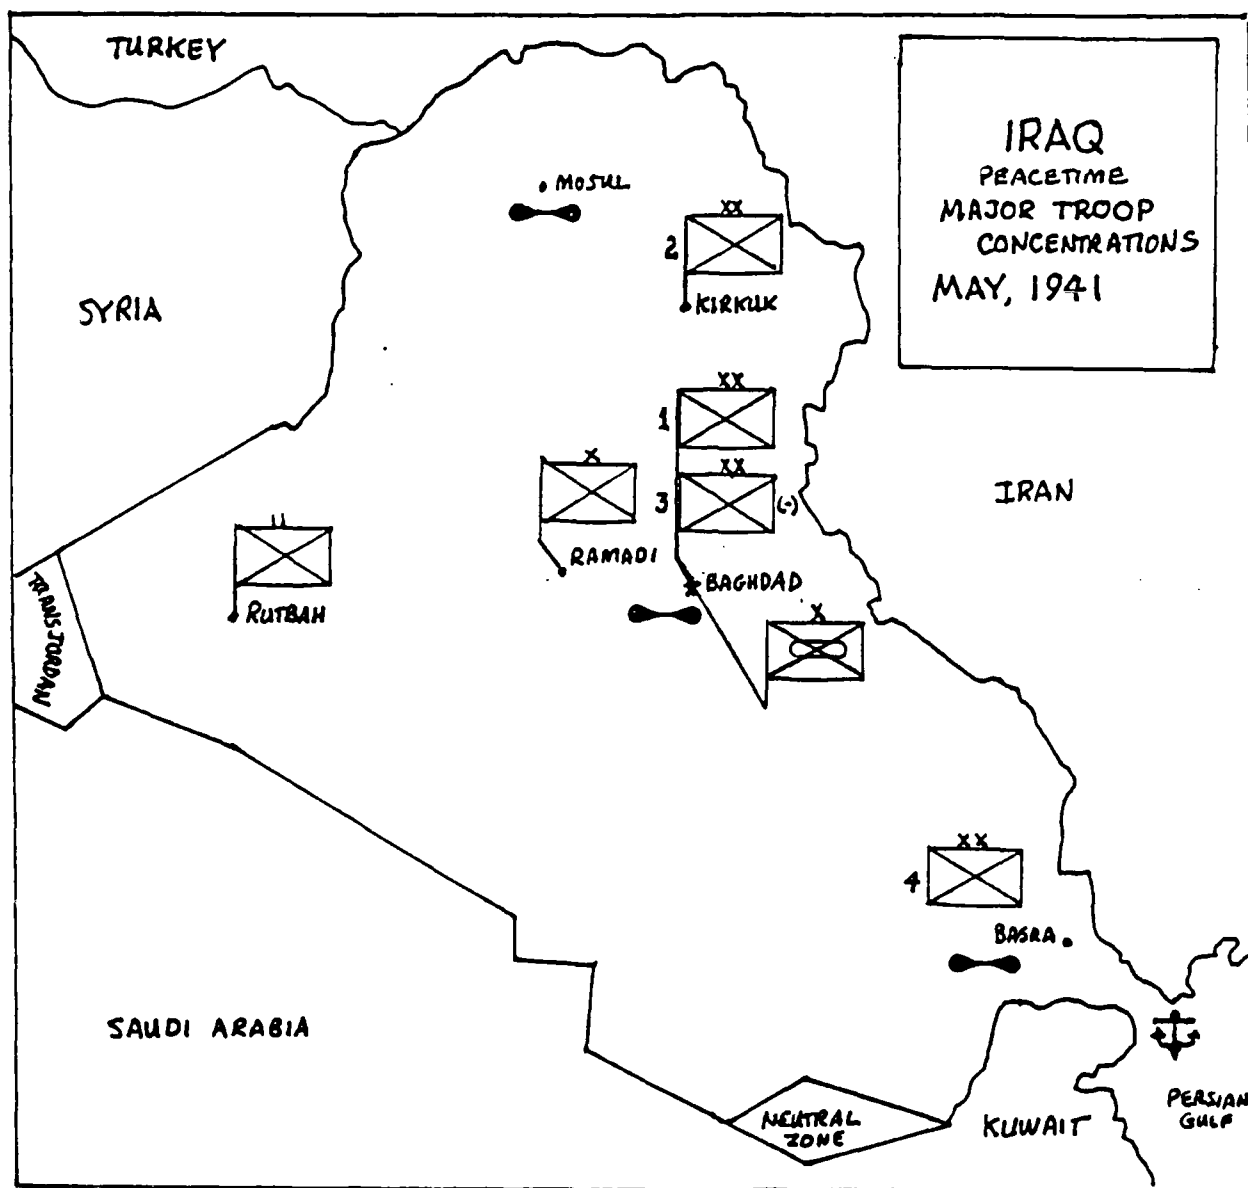 TURKEY
IRAQ
PEACETIME
MAJOR TROOP
CONCENTRATIONS
MAY, 1941
MOSUL
XX
2
KIRKUK
SYRIA
XX
1
X
XX
3
(-)
IRAN
II
RAMADI
BAGHDAD
RUTBAH
X
TRANSJORDAN
XX
4
BASRA
SAUDI ARABIA
PERSIAN
GULF
NEUTRAL
ZONE
KUWAIT